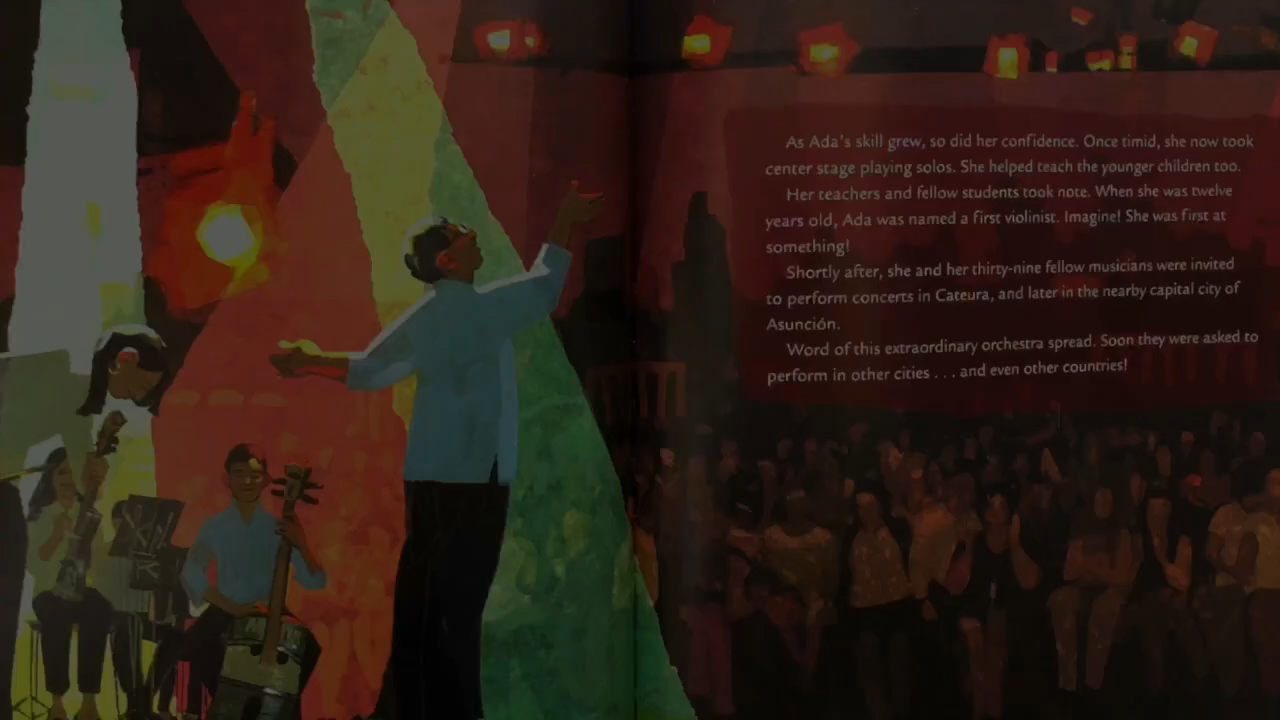 As Ada's skill grew, so did her confidence. Once timid, she now took
center stage playing solos. She helped teach the younger children too.
Her teachers and fellow students took note. When she was twelve
years old, Ada was named a first violinist. Imagine! She was first at
something!
Shortly after, she and her thirty-nine fellow musicians were invited
to perform concerts in Cateura, and later in the nearby capital city of
Asunción.
Word of this extraordinary orchestra spread. Soon they were asked to
perform in other cities . . . and even other countries!